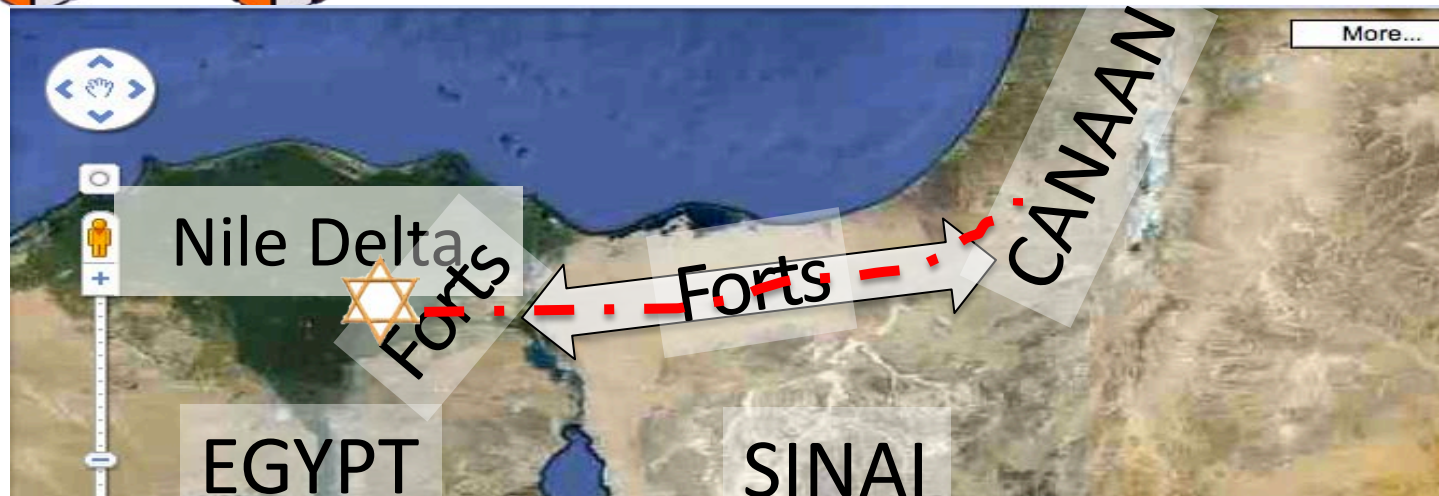 More...
CANAAN
Nile Delta
Forts
Forts
EGYPT
SINAI